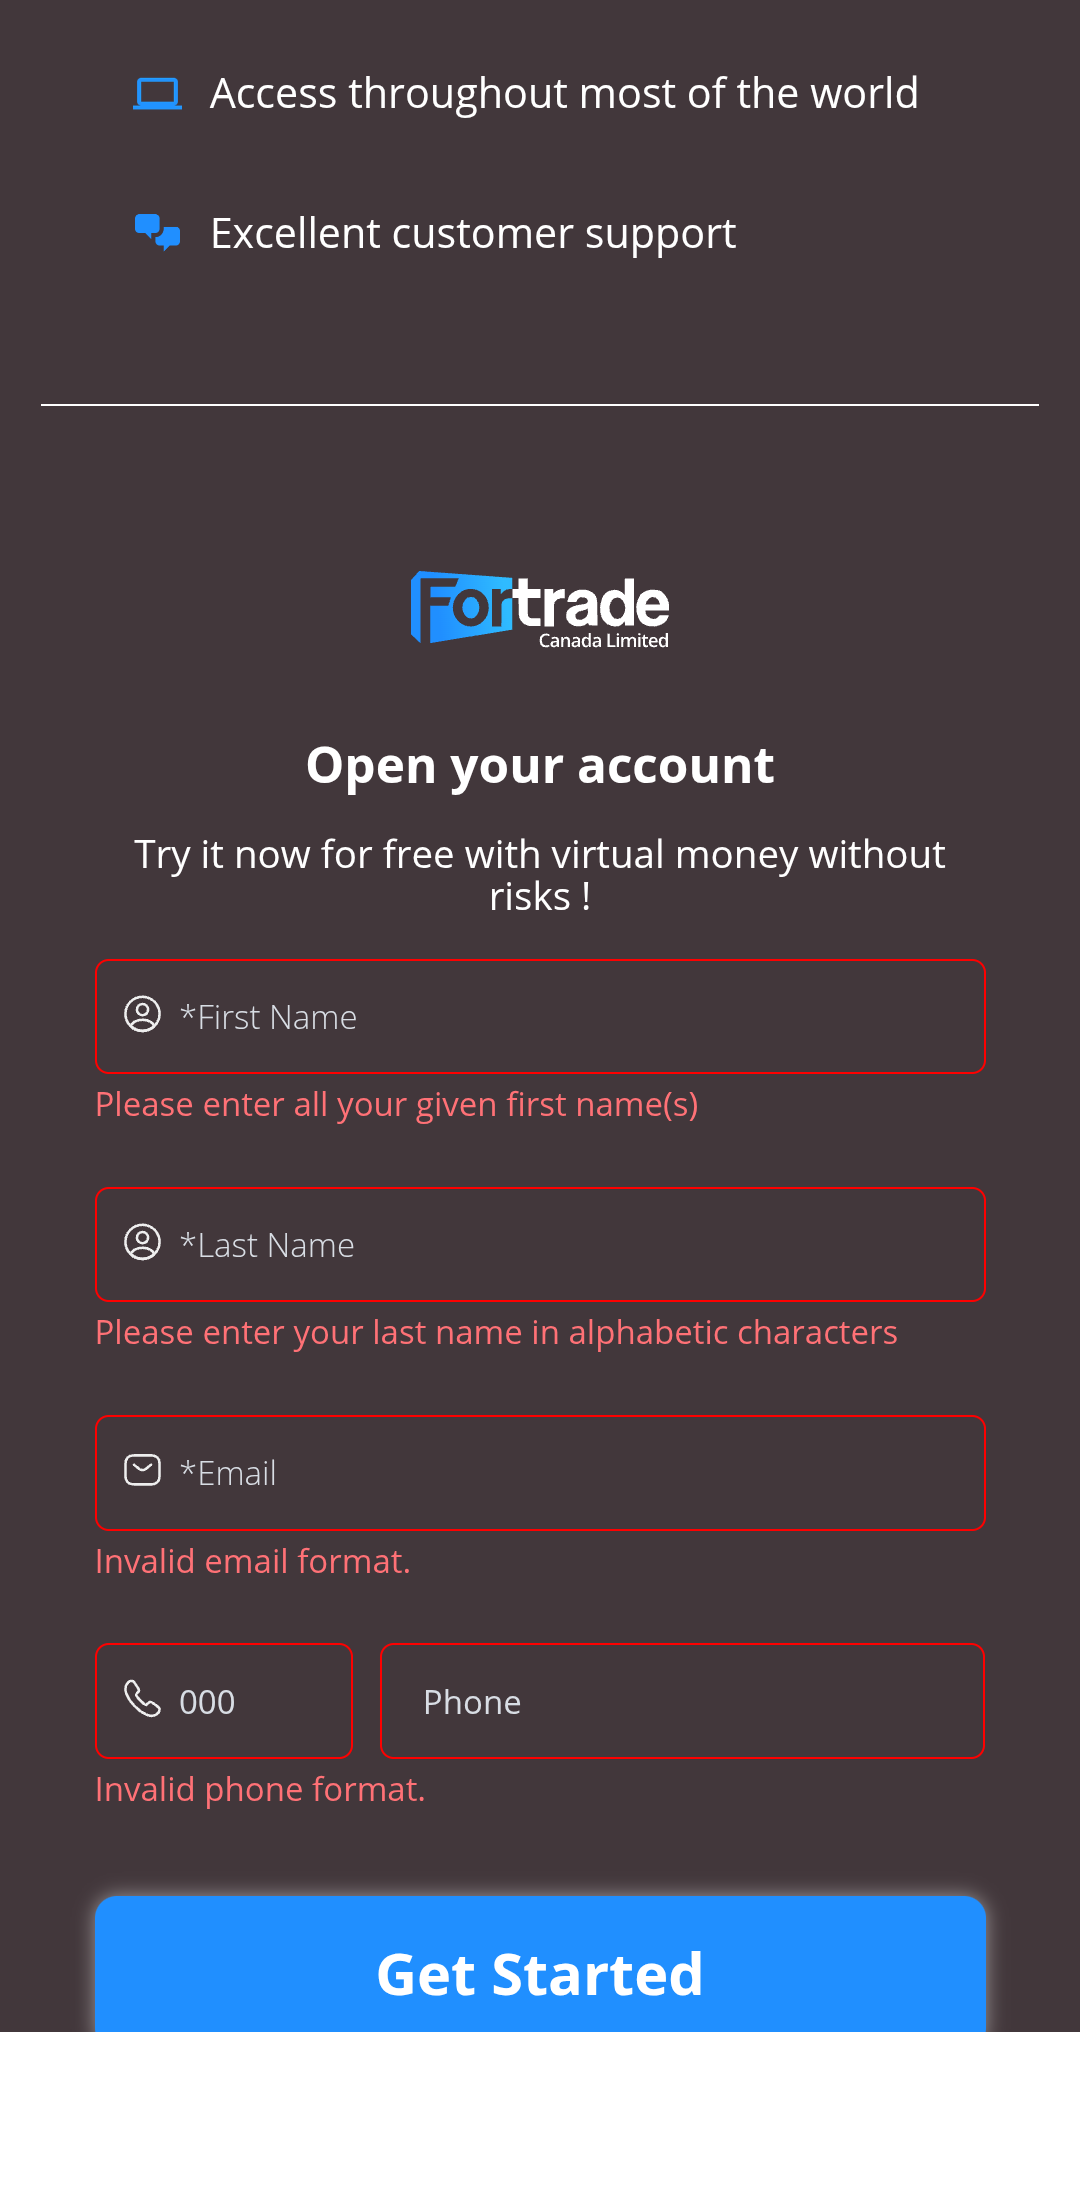 Access throughout most of the world
Excellent customer support
Fortrade
Canada Limited
Open your account
Try it now for free with virtual money without
risks !
*First Name
Please enter all your given first name(s)
*Last Name
Please enter your last name in alphabetic characters
*Email
Invalid email format.
000 Phone
Invalid phone format.
Get Started